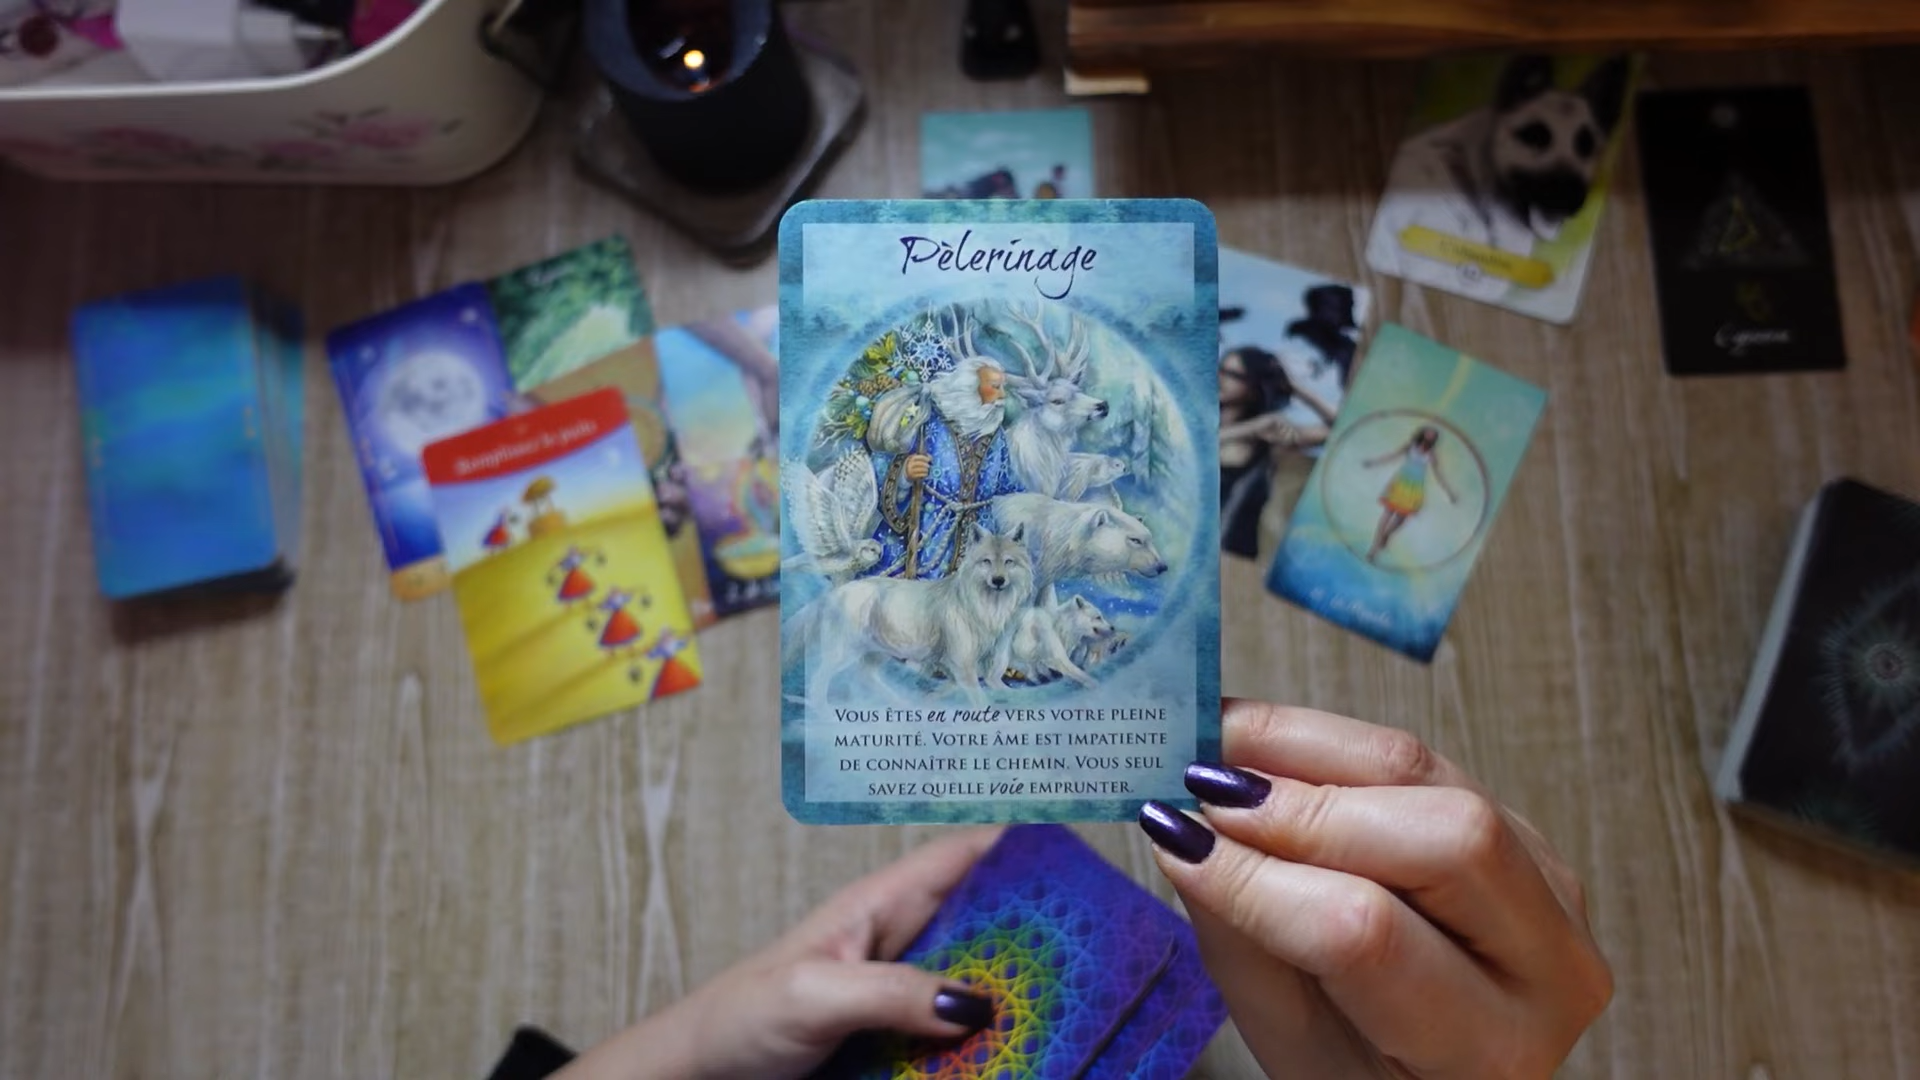 Pèlerinage
Vous êtes en route vers votre pleine
maturité. Votre âme est impatiente
de connaître le chemin. Vous seul
savez quelle voie emprunter.